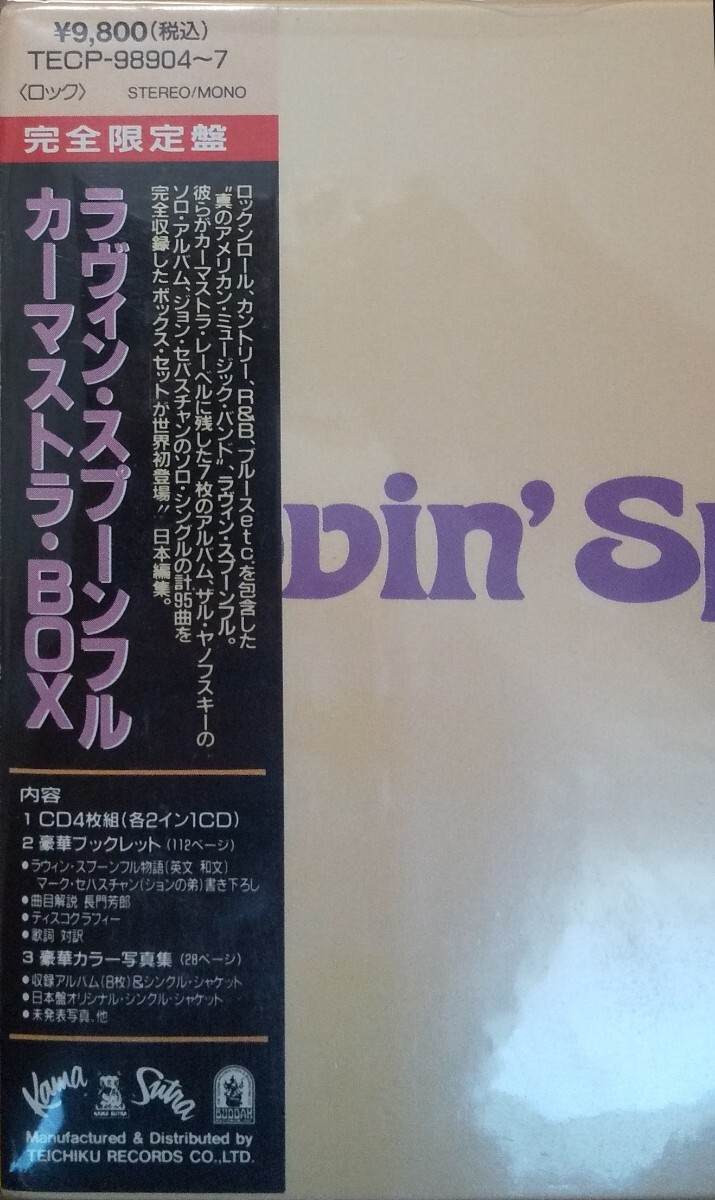 ¥9,800(税込)
TECP-98904〜7
〈ロック〉 STEREO/MONO
完全限定盤
ラヴィン・スプーンフル
カーマストラ・BOX
ロックンロール、カントリー、R&B、ブルースetc.を包含した
"真のアメリカン・ミュージック・バンド"、ラヴィン・スプーンフル。
彼らがカーマストラ・レーベルに残した7枚のアルバム、ザル・ヤノフスキーの
ソロ・アルバム、ジョン・セバスチャンのソロ・シングルの計95曲を
完全収録したボックス・セットが世界初登場!! 日本編集。
vin' Sp
内容
1 CD4枚組(各2イン1CD)
2 豪華ブックレット(112ページ)
●ラヴィン・スプーンフル物語(英文 和文)
マーク・セバスチャン(ジョンの弟)書き下ろし
●曲目解説 長門芳郎
●ディスコグラフィー
●歌詞 対訳
3 豪華カラー写真集(28ページ)
●収録アルバム(8枚)&シングル・ジャケット
●日本盤オリジナル・シングル・ジャケット
●未発表写真、他
Kama Sutra
KAMA SUTRA
BUDDAH
Manufactured & Distributed by
TEICHIKU RECORDS CO.,LTD.